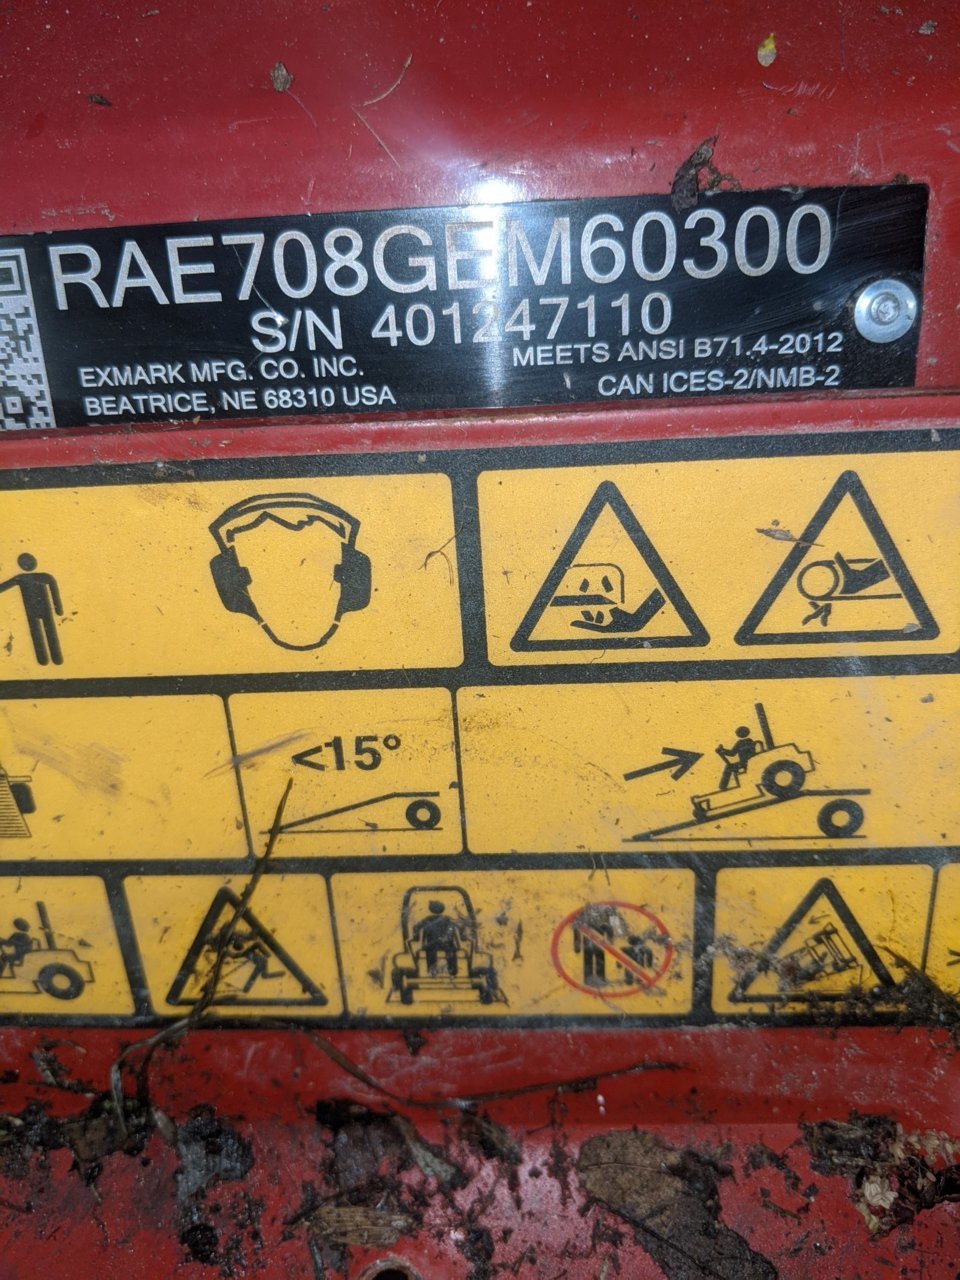 RAE708GEM60300
S/N 401247110
EXMARK MFG. CO. INC.
MEETS ANSI B71.4-2012
BEATRICE, NE 68310 USA
CAN ICES-2/NMB-2
<15°